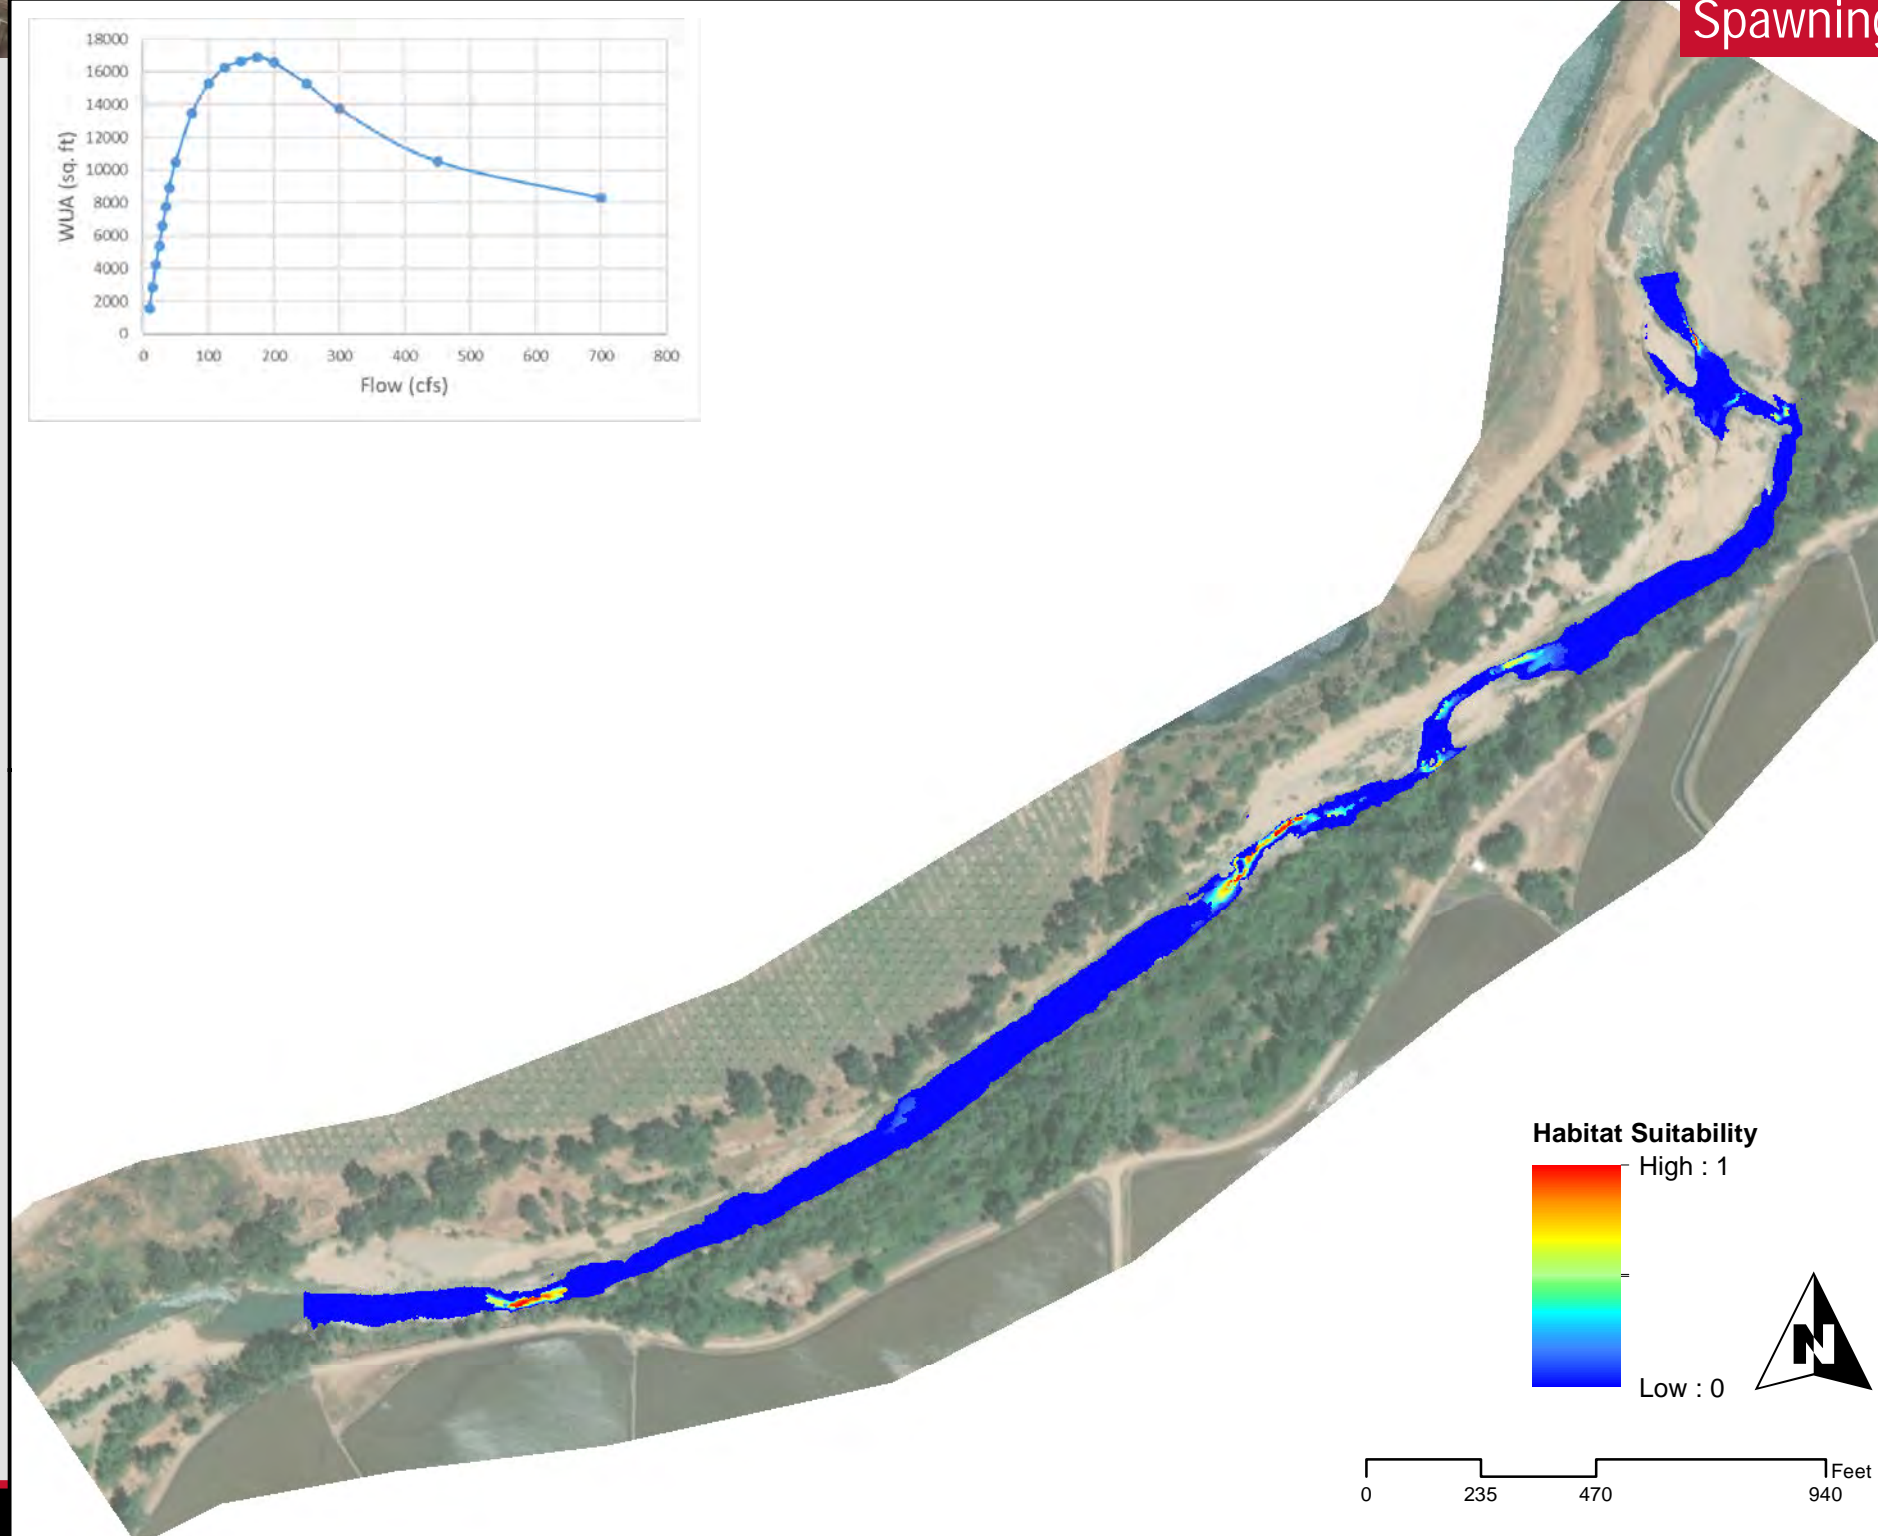 Spawning
18000
16000
14000
12000
10000
8000
6000
4000
2000
0
WUA (sq. ft)
0 100 200 300 400 500 600 700 800
Flow (cfs)
Habitat Suitability
High : 1
Low : 0
N
Feet
0 235 470 940